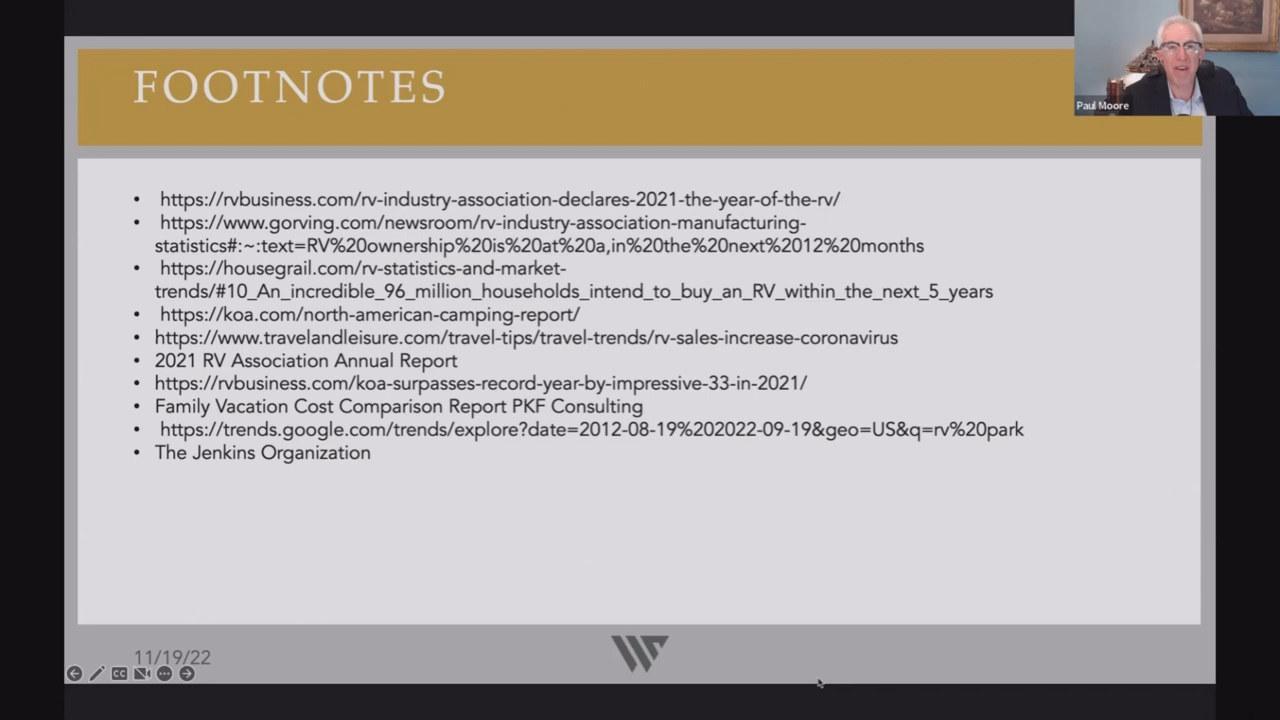 FOOTNOTES
Paul Moore
• https://rvbusiness.com/rv-industry-association-declares-2021-the-year-of-the-rv/
• https://www.gorving.com/newsroom/rv-industry-association-manufacturing-
statistics#:~:text=RV%20ownership%20is%20at%20a,in%20the%20next%2012%20months
• https://housegrail.com/rv-statistics-and-market-
trends/#10_An_incredible_96_million_households_intend_to_buy_an_RV_within_the_next_5_years
• https://koa.com/north-american-camping-report/
• https://www.travelandleisure.com/travel-tips/travel-trends/rv-sales-increase-coronavirus
• 2021 RV Association Annual Report
• https://rvbusiness.com/koa-surpasses-record-year-by-impressive-33-in-2021/
• Family Vacation Cost Comparison Report PKF Consulting
• https://trends.google.com/trends/explore?date=2012-08-19%202022-09-19&geo=US&q=rv%20park
• The Jenkins Organization
11/19/22
CC